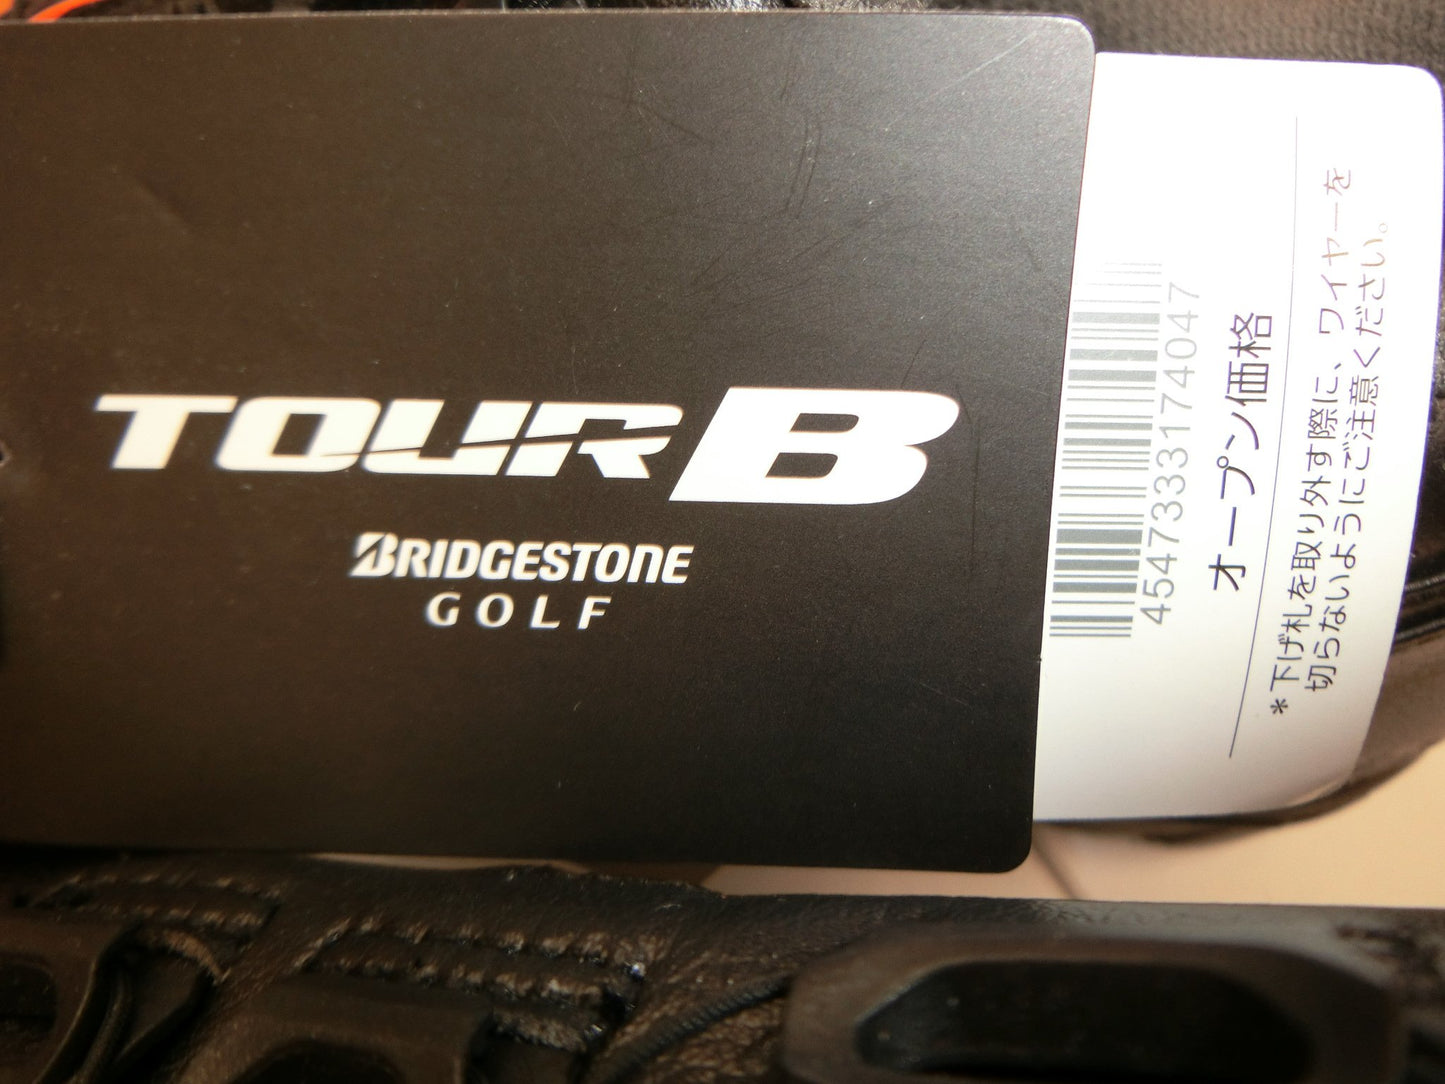 TOUR B
BRIDGESTONE
GOLF
4547333174047
オープン価格
*下げ札を取り外す際に、ワイヤーを
切らないようにご注意ください。